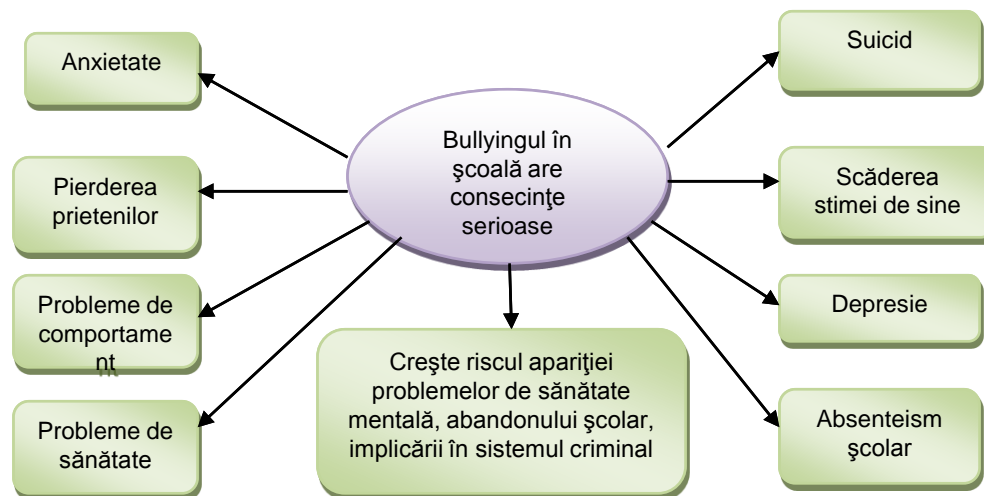 Anxietate
Suicid
Bullyingul în
şcoală are
consecinţe
serioase
Pierderea
prietenilor
Scăderea
stimei de sine
Probleme de
comportame
nt
Depresie
Creşte riscul apariţiei
problemelor de sănătate
mentală, abandonului şcolar,
implicării în sistemul criminal
Probleme de
sănătate
Absenteism
şcolar